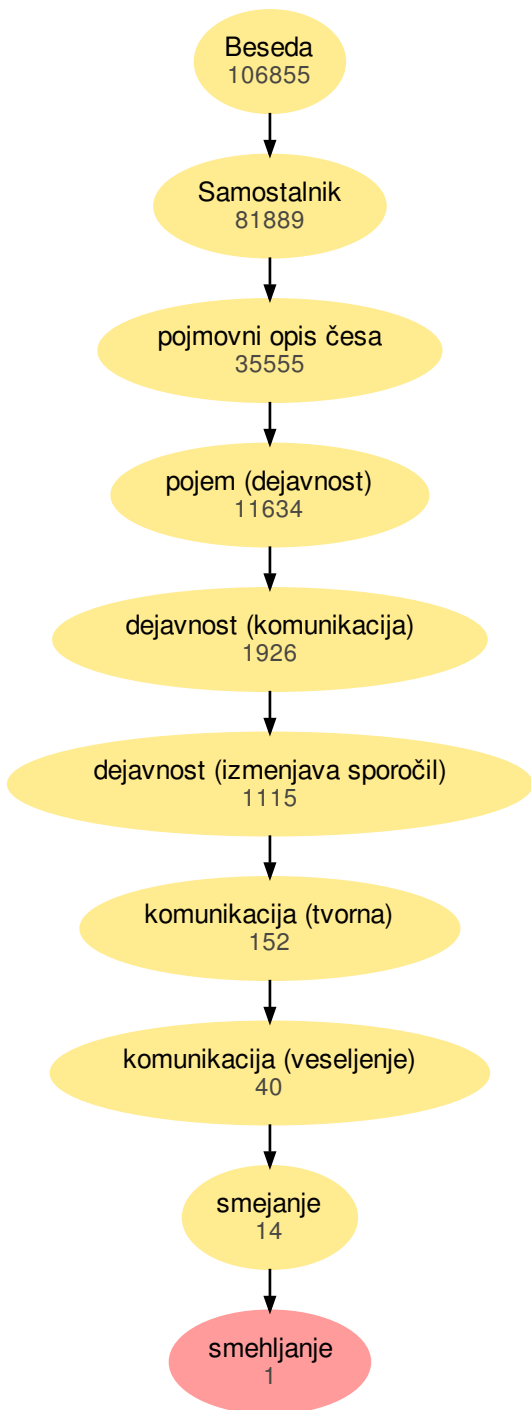 Beseda
106855
Samostalnik
81889
pojmovni opis česa
35555
pojem (dejavnost)
11634
dejavnost (komunikacija)
1926
dejavnost (izmenjava sporočil)
1115
komunikacija (tvorna)
152
komunikacija (veseljenje)
40
smejanje
14
smehljanje
1